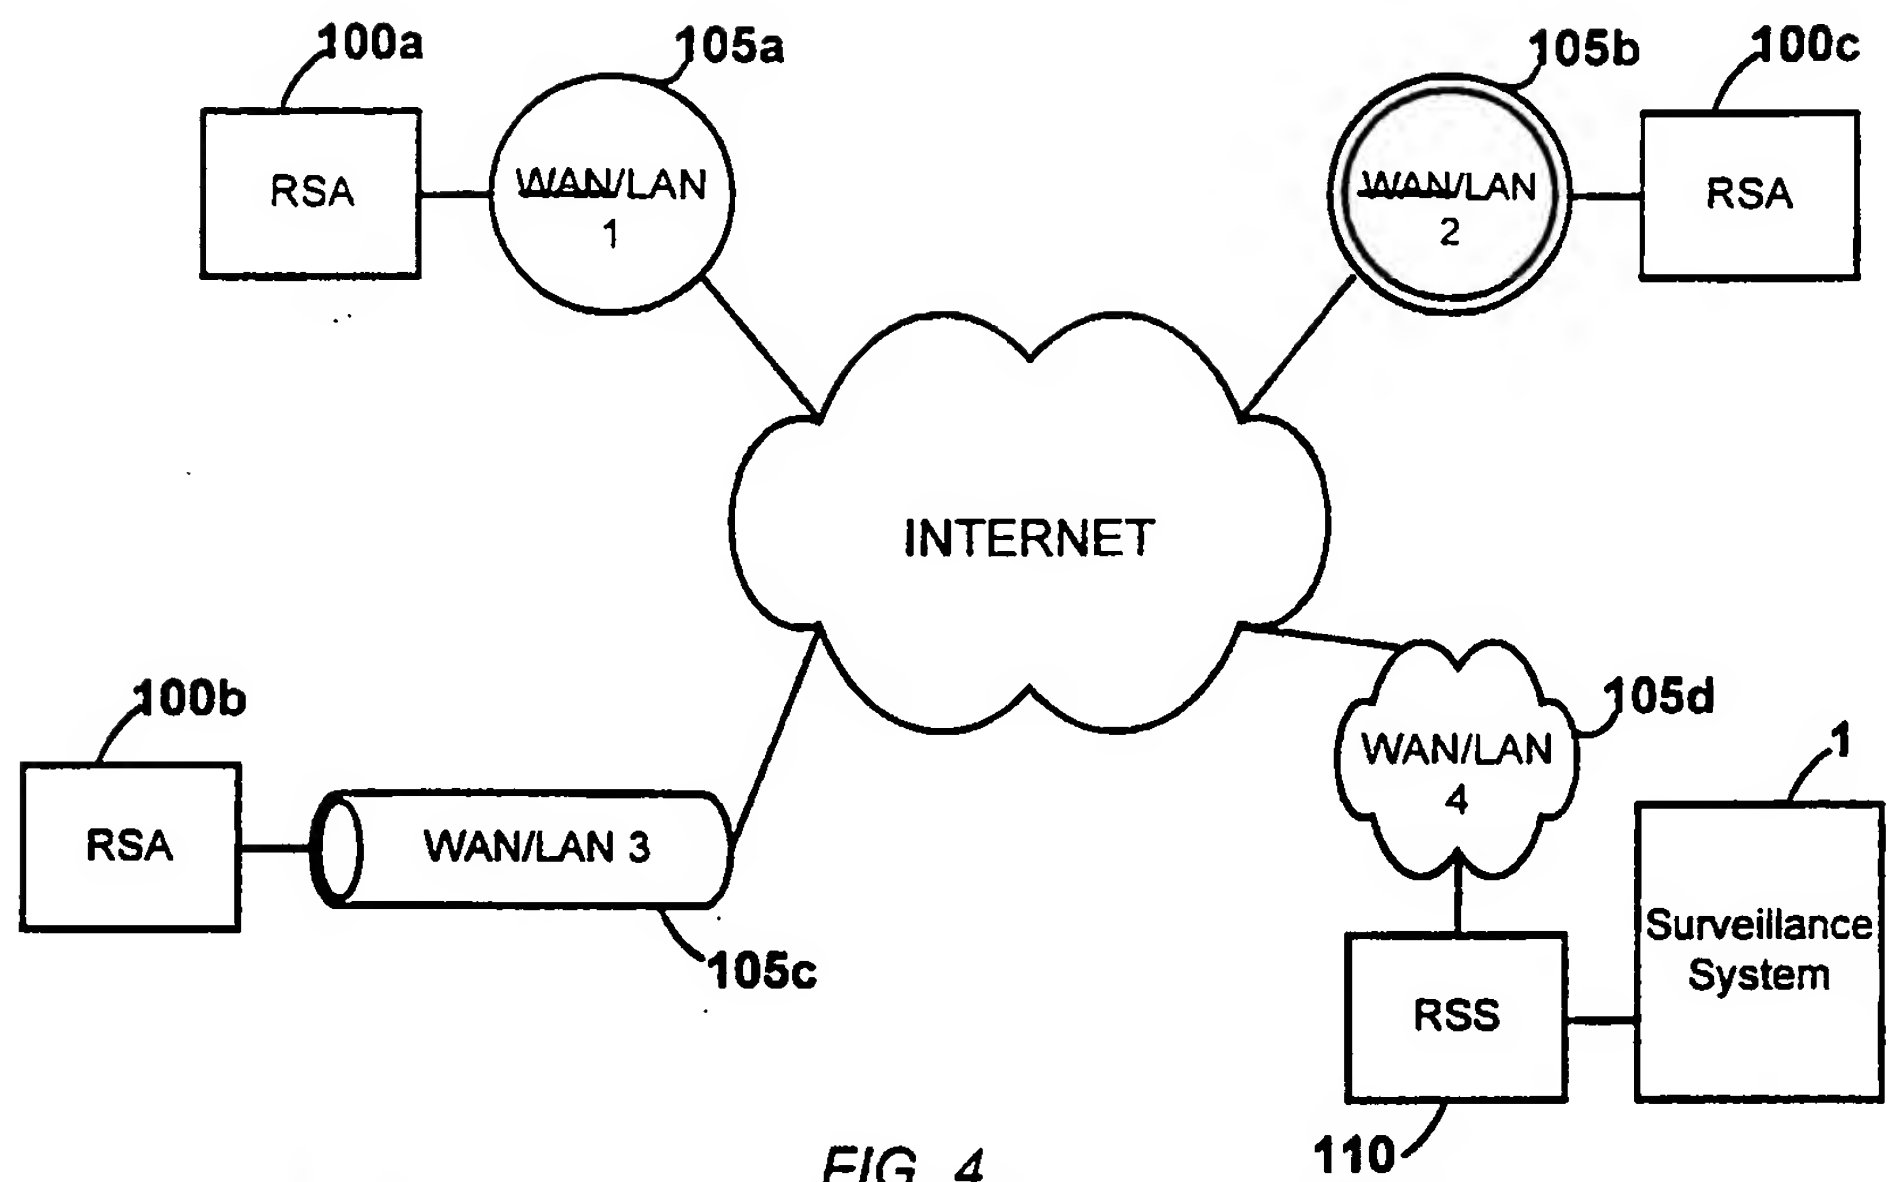 100a
105a
105b
100c
RSA
WAN/LAN
1
WAN/LAN
2
RSA
INTERNET
100b
105d
1
WAN/LAN
4
RSA
WAN/LAN 3
Surveillance
System
105c
RSS
110
FIG. 4